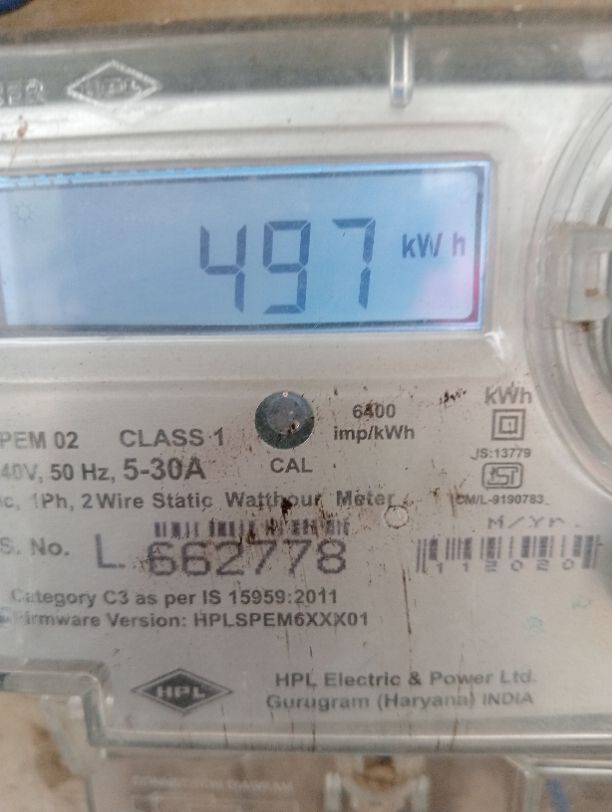 HPL
497 kWh
PEM 02 CLASS 1
6400
imp/kWh
kWh
40V, 50 Hz, 5-30A
CAL
JS:13779
c, 1Ph, 2 Wire Static Watthour Meter
CM/L-9190783
M/Yr.
S. No. L 662778
112020
Category C3 as per IS 15959:2011
Firmware Version: HPLSPEM6XXX01
HPL
HPL Electric & Power Ltd.
Gurugram (Haryana) INDIA